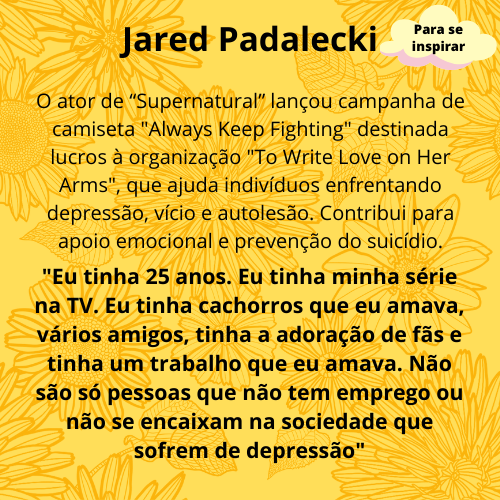 Jared Padalecki
Para se
inspirar
O ator de “Supernatural” lançou campanha de
camiseta "Always Keep Fighting" destinada
lucros à organização "To Write Love on Her
Arms", que ajuda indivíduos enfrentando
depressão, vício e autolesão. Contribui para
apoio emocional e prevenção do suicídio.
"Eu tinha 25 anos. Eu tinha minha série
na TV. Eu tinha cachorros que eu amava,
vários amigos, tinha a adoração de fãs e
tinha um trabalho que eu amava. Não
são só pessoas que não tem emprego ou
não se encaixam na sociedade que
sofrem de depressão"